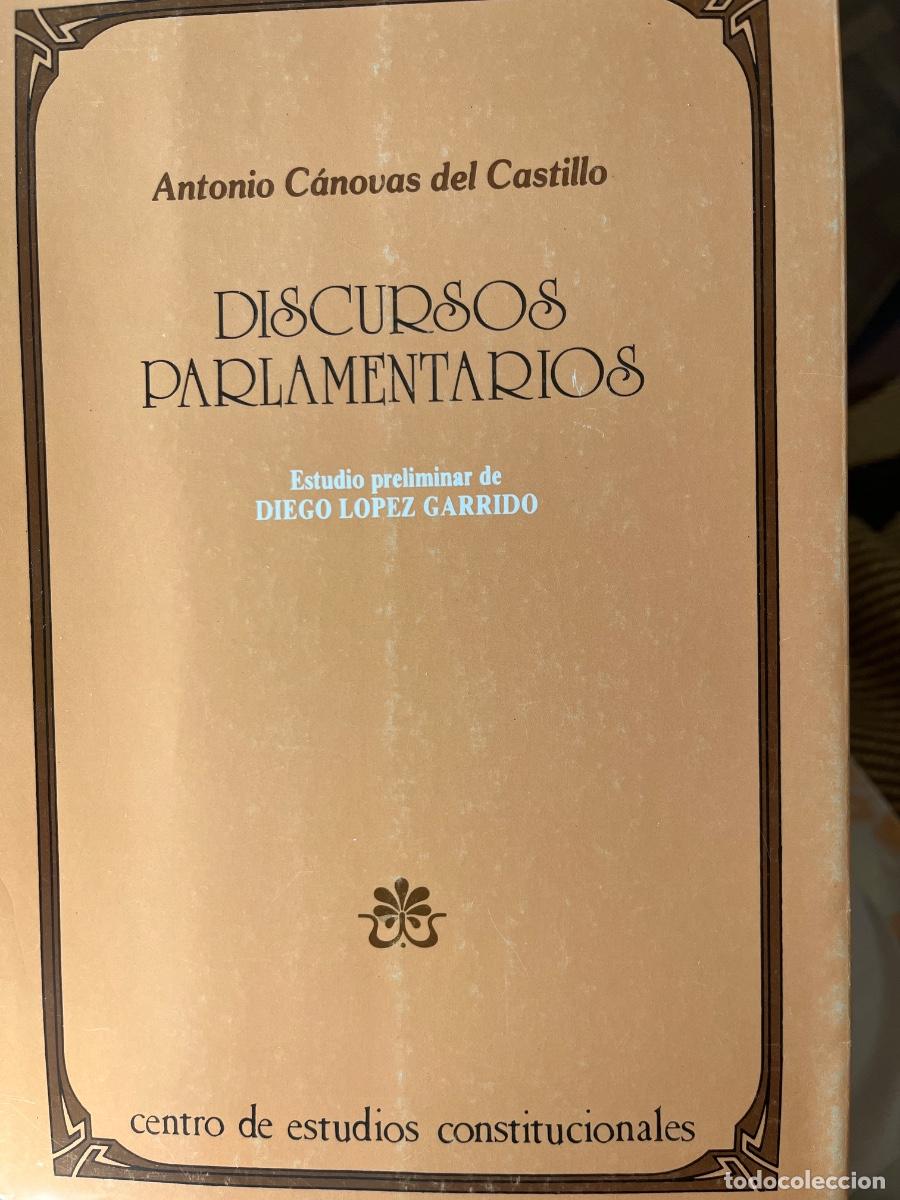 Antonio Cánovas del Castillo
DISCURSOS
PARLAMENTARIOS
Estudio preliminar de
DIEGO LOPEZ GARRIDO
centro de estudios constitucionales
todocoleccion